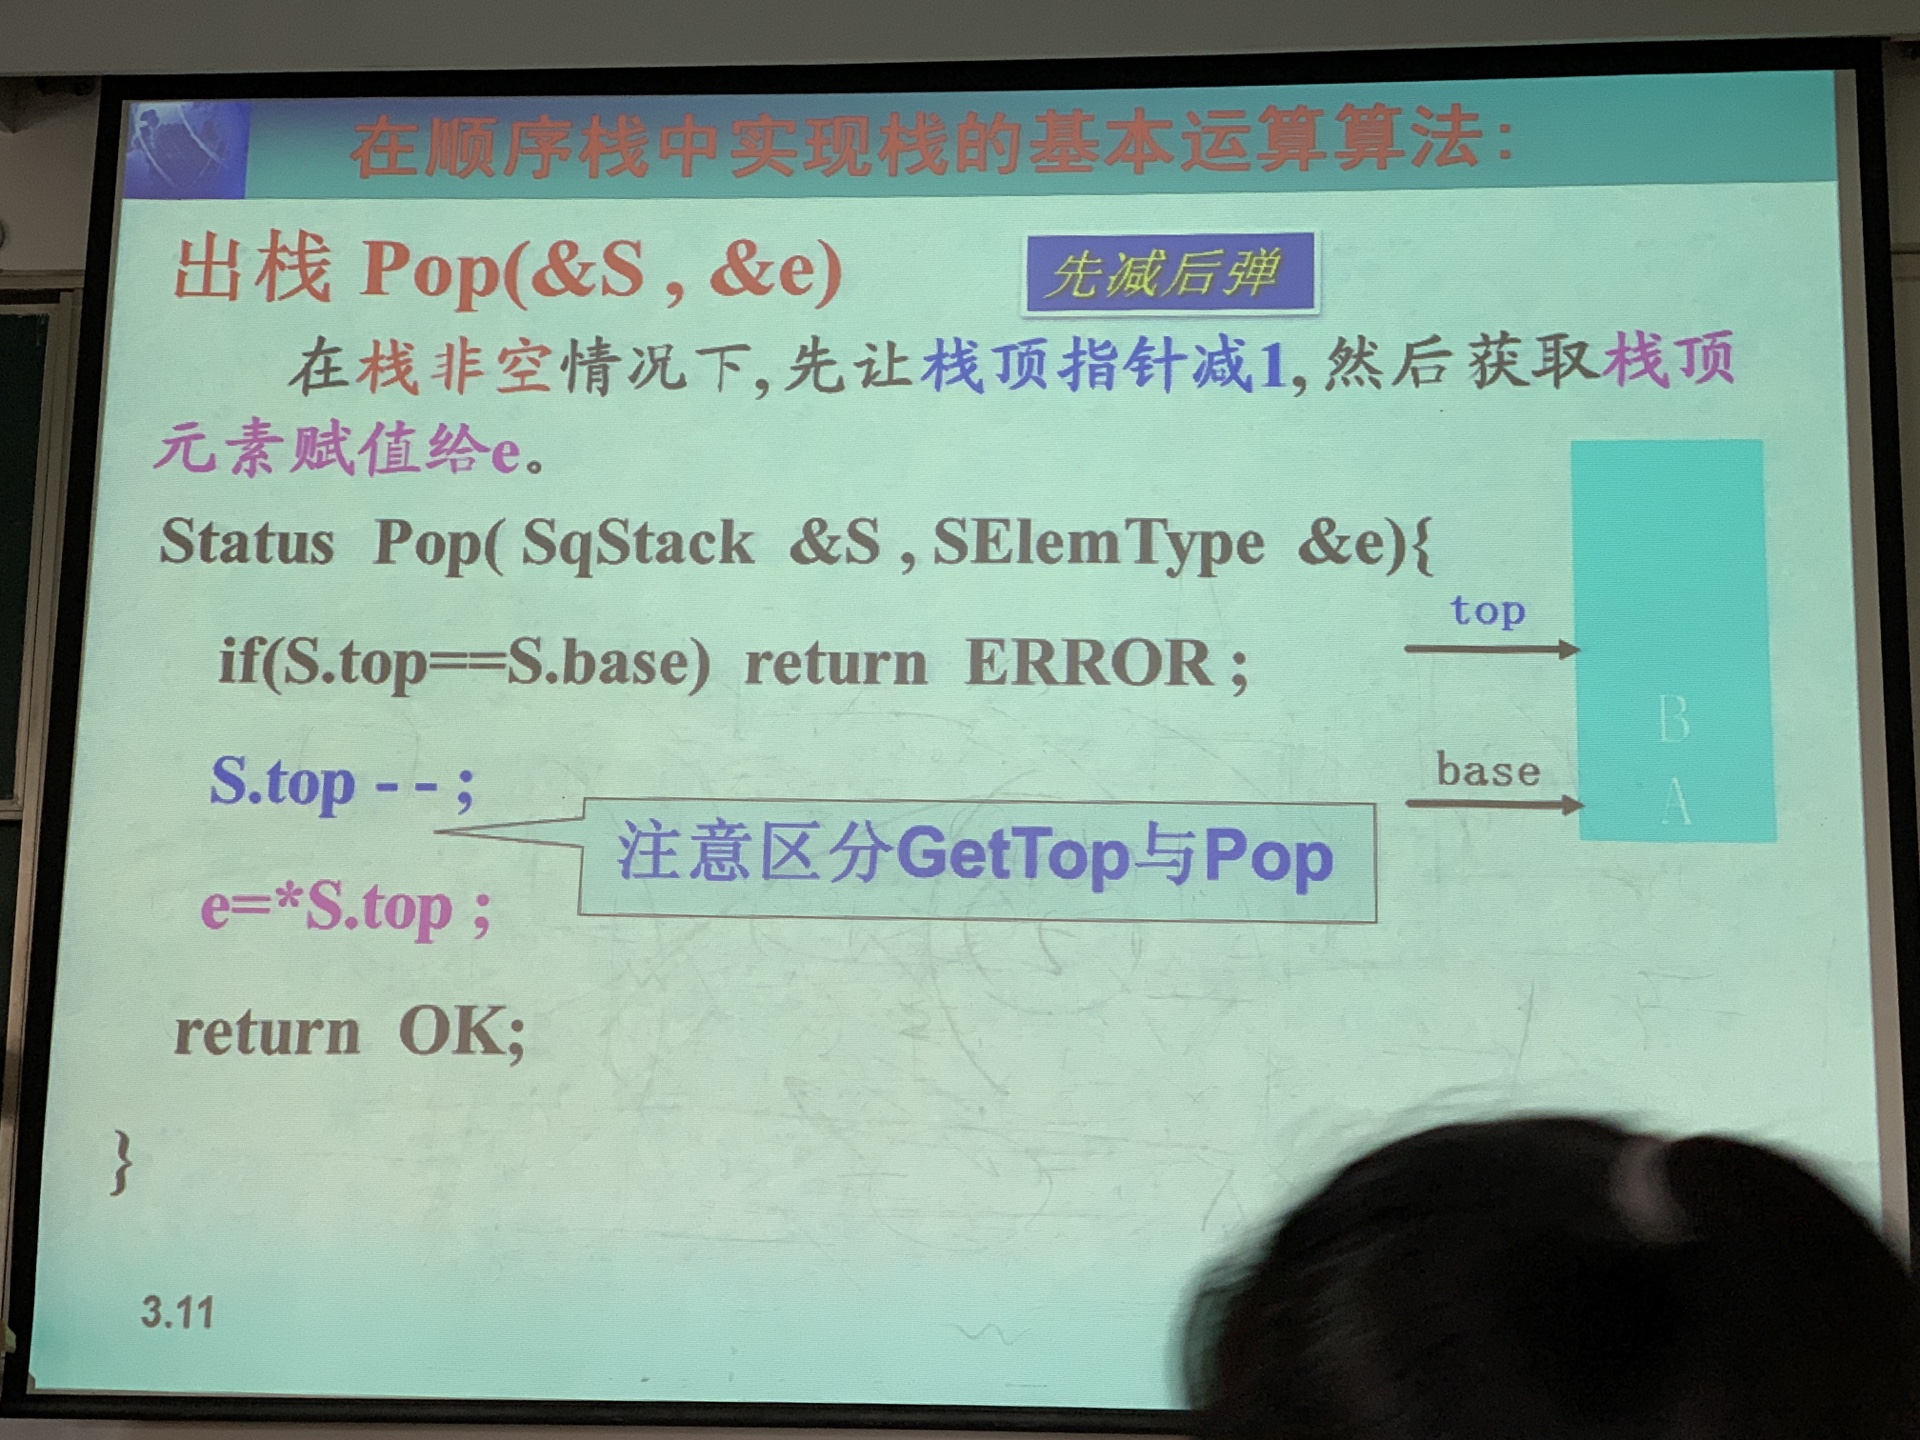 在顺序栈中实现栈的基本运算算法:
出栈 Pop(&S , &e)
先减后弹
在栈非空情况下,先让栈顶指针减1,然后获取栈顶
元素赋值给e。
Status Pop( SqStack &S , SElemType &e){
if(S.top==S.base) return ERROR ;
top
S.top - - ;
B
base
A
注意区分GetTop与Pop
e=*S.top ;
return OK;
}
3.11